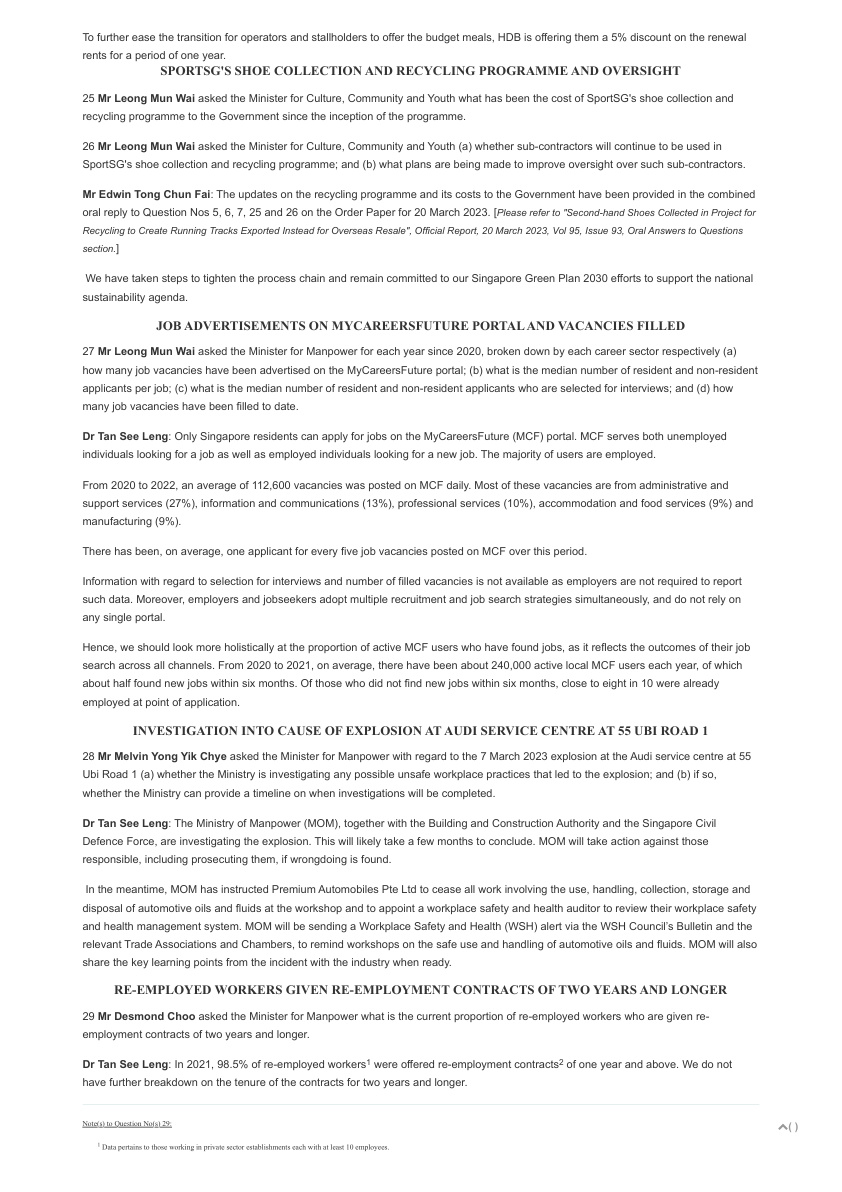 To further ease the transition for operators and stallholders to offer the budget meals, HDB is offering them a 5% discount on the renewal
rents for a period of one year.
SPORTSG'S SHOE COLLECTION AND RECYCLING PROGRAMME AND OVERSIGHT
25 Mr Leong Mun Wai asked the Minister for Culture, Community and Youth what has been the cost of SportSG's shoe collection and
recycling programme to the Government since the inception of the programme.
26 Mr Leong Mun Wai asked the Minister for Culture, Community and Youth (a) whether sub-contractors will continue to be used in
SportSG's shoe collection and recycling programme; and (b) what plans are being made to improve oversight over such sub-contractors.
Mr Edwin Tong Chun Fai: The updates on the recycling programme and its costs to the Government have been provided in the combined
oral reply to Question Nos 5, 6, 7, 25 and 26 on the Order Paper for 20 March 2023. [Please refer to "Second-hand Shoes Collected in Project for
Recycling to Create Running Tracks Exported Instead for Overseas Resale", Official Report, 20 March 2023, Vol 95, Issue 93, Oral Answers to Questions
section.]
We have taken steps to tighten the process chain and remain committed to our Singapore Green Plan 2030 efforts to support the national
sustainability agenda.
JOB ADVERTISEMENTS ON MYCAREERSFUTURE PORTAL AND VACANCIES FILLED
27 Mr Leong Mun Wai asked the Minister for Manpower for each year since 2020, broken down by each career sector respectively (a)
how many job vacancies have been advertised on the MyCareersFuture portal; (b) what is the median number of resident and non-resident
applicants per job; (c) what is the median number of resident and non-resident applicants who are selected for interviews; and (d) how
many job vacancies have been filled to date.
Dr Tan See Leng: Only Singapore residents can apply for jobs on the MyCareersFuture (MCF) portal. MCF serves both unemployed
individuals looking for a job as well as employed individuals looking for a new job. The majority of users are employed.
From 2020 to 2022, an average of 112,600 vacancies was posted on MCF daily. Most of these vacancies are from administrative and
support services (27%), information and communications (13%), professional services (10%), accommodation and food services (9%) and
manufacturing (9%).
There has been, on average, one applicant for every five job vacancies posted on MCF over this period.
Information with regard to selection for interviews and number of filled vacancies is not available as employers are not required to report
such data. Moreover, employers and jobseekers adopt multiple recruitment and job search strategies simultaneously, and do not rely on
any single portal.
Hence, we should look more holistically at the proportion of active MCF users who have found jobs, as it reflects the outcomes of their job
search across all channels. From 2020 to 2021, on average, there have been about 240,000 active local MCF users each year, of which
about half found new jobs within six months. Of those who did not find new jobs within six months, close to eight in 10 were already
employed at point of application.
INVESTIGATION INTO CAUSE OF EXPLOSION AT AUDI SERVICE CENTRE AT 55 UBI ROAD 1
28 Mr Melvin Yong Yik Chye asked the Minister for Manpower with regard to the 7 March 2023 explosion at the Audi service centre at 55
Ubi Road 1 (a) whether the Ministry is investigating any possible unsafe workplace practices that led to the explosion; and (b) if so,
whether the Ministry can provide a timeline on when investigations will be completed.
Dr Tan See Leng: The Ministry of Manpower (MOM), together with the Building and Construction Authority and the Singapore Civil
Defence Force, are investigating the explosion. This will likely take a few months to conclude. MOM will take action against those
responsible, including prosecuting them, if wrongdoing is found.
In the meantime, MOM has instructed Premium Automobiles Pte Ltd to cease all work involving the use, handling, collection, storage and
disposal of automotive oils and fluids at the workshop and to appoint a workplace safety and health auditor to review their workplace safety
and health management system. MOM will be sending a Workplace Safety and Health (WSH) alert via the WSH Council's Bulletin and the
relevant Trade Associations and Chambers, to remind workshops on the safe use and handling of automotive oils and fluids. MOM will also
share the key learning points from the incident with the industry when ready.
RE-EMPLOYED WORKERS GIVEN RE-EMPLOYMENT CONTRACTS OF TWO YEARS AND LONGER
29 Mr Desmond Choo asked the Minister for Manpower what is the current proportion of re-employed workers who are given re-
employment contracts of two years and longer.
Dr Tan See Leng: In 2021, 98.5% of re-employed workers1 were offered re-employment contracts2 of one year and above. We do not
have further breakdown on the tenure of the contracts for two years and longer.
Note(s) to Question No(s) 29:
( )
1 Data pertains to those working in private sector establishments each with at least 10 employees.